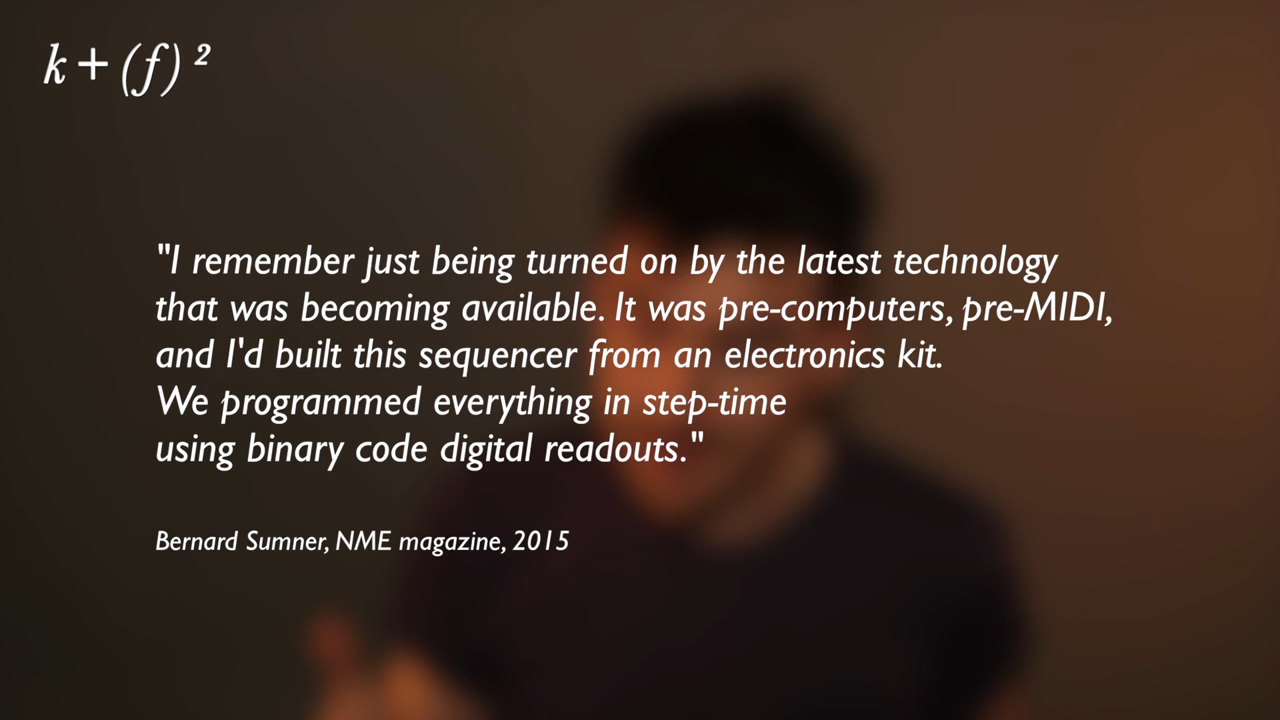 k + (f) ²
"I remember just being turned on by the latest technology
that was becoming available. It was pre-computers, pre-MIDI,
and I'd built this sequencer from an electronics kit.
We programmed everything in step-time
using binary code digital readouts."
Bernard Sumner, NME magazine, 2015